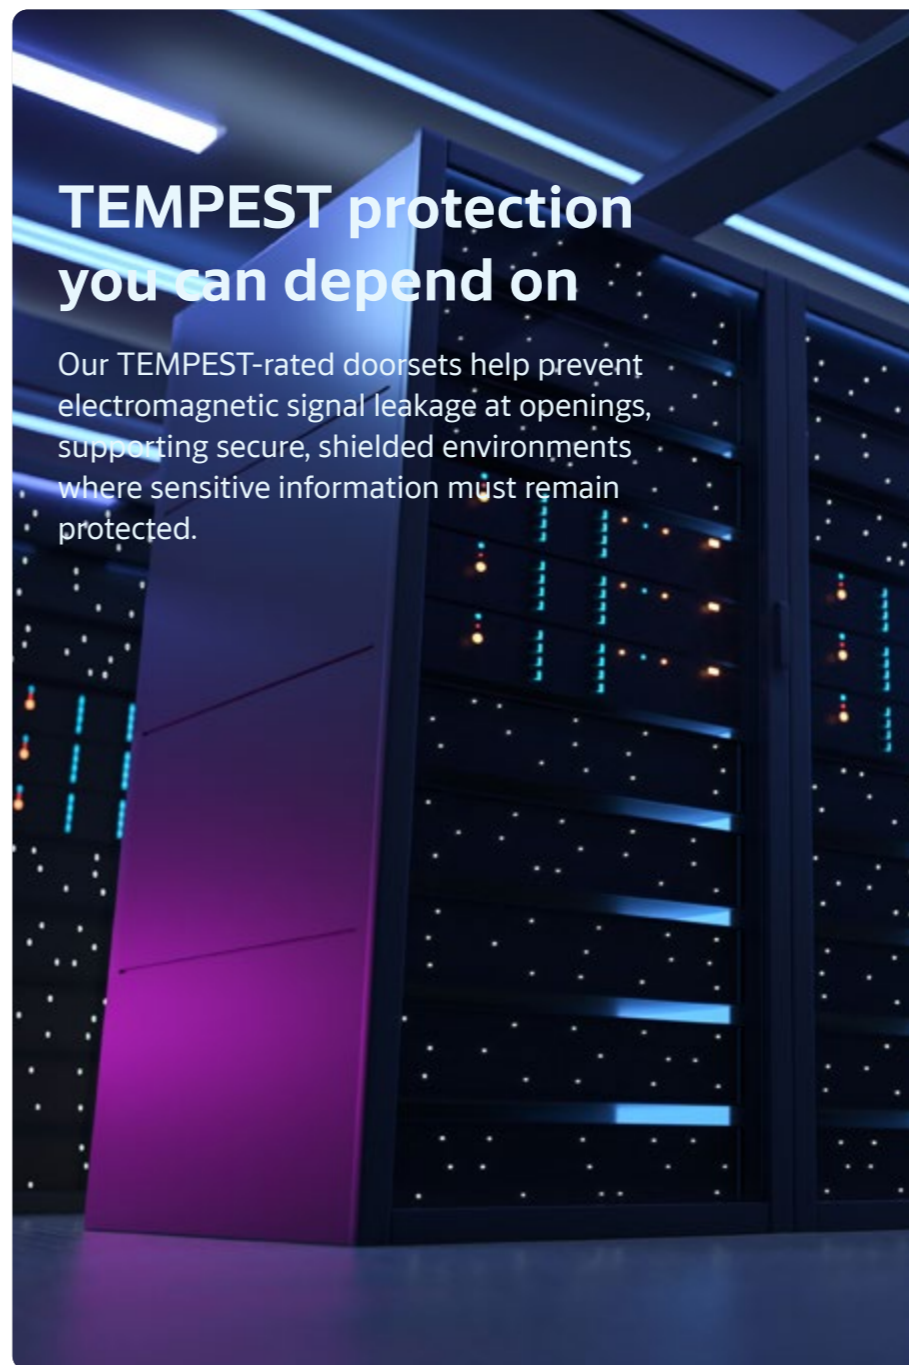 TEMPEST protection
you can depend on
Our TEMPEST-rated doorsets help prevent
electromagnetic signal leakage at openings,
supporting secure, shielded environments
where sensitive information must remain
protected.